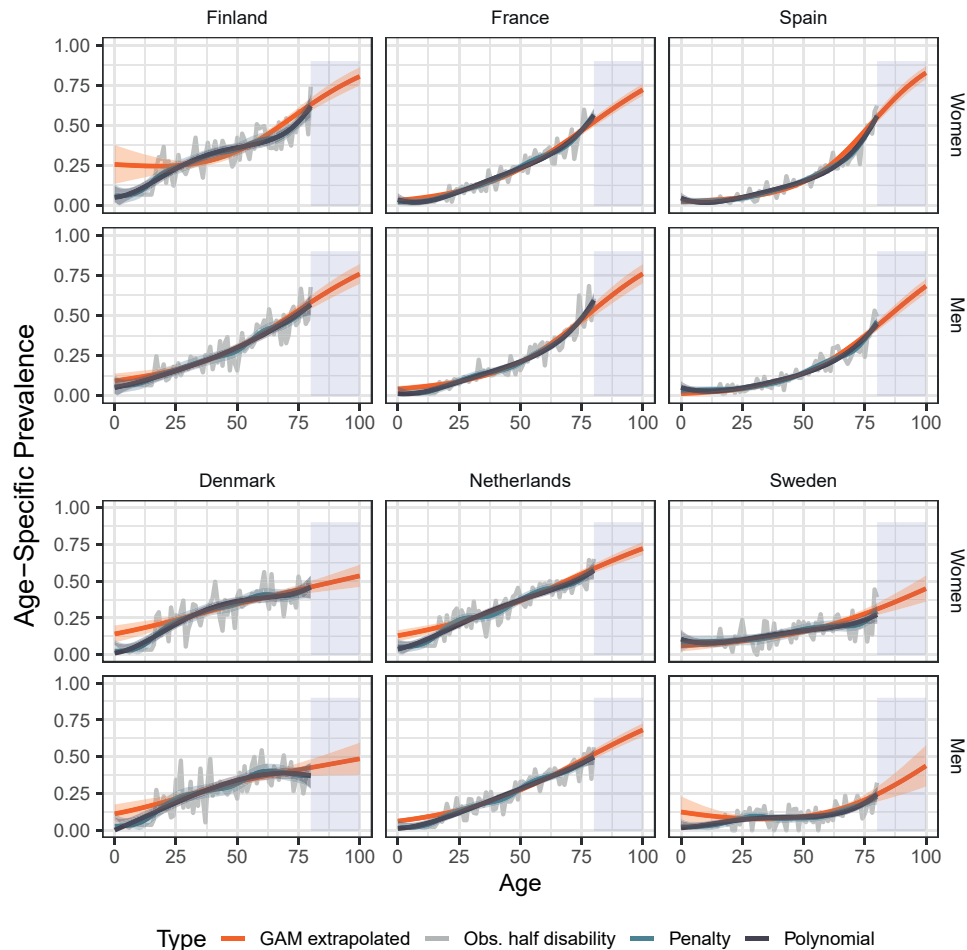 Finland France Spain
1.00
0.75
0.50
0.25
0.00
Women
1.00
0.75
0.50
0.25
0.00
Men
0 25 50 75 100 0 25 50 75 100 0 25 50 75 100
Age−Specific Prevalence
Denmark Netherlands Sweden
1.00
0.75
0.50
0.25
0.00
Women
1.00
0.75
0.50
0.25
0.00
Men
0 25 50 75 100 0 25 50 75 100 0 25 50 75 100
Age
Type GAM extrapolated Obs. half disability Penalty Polynomial